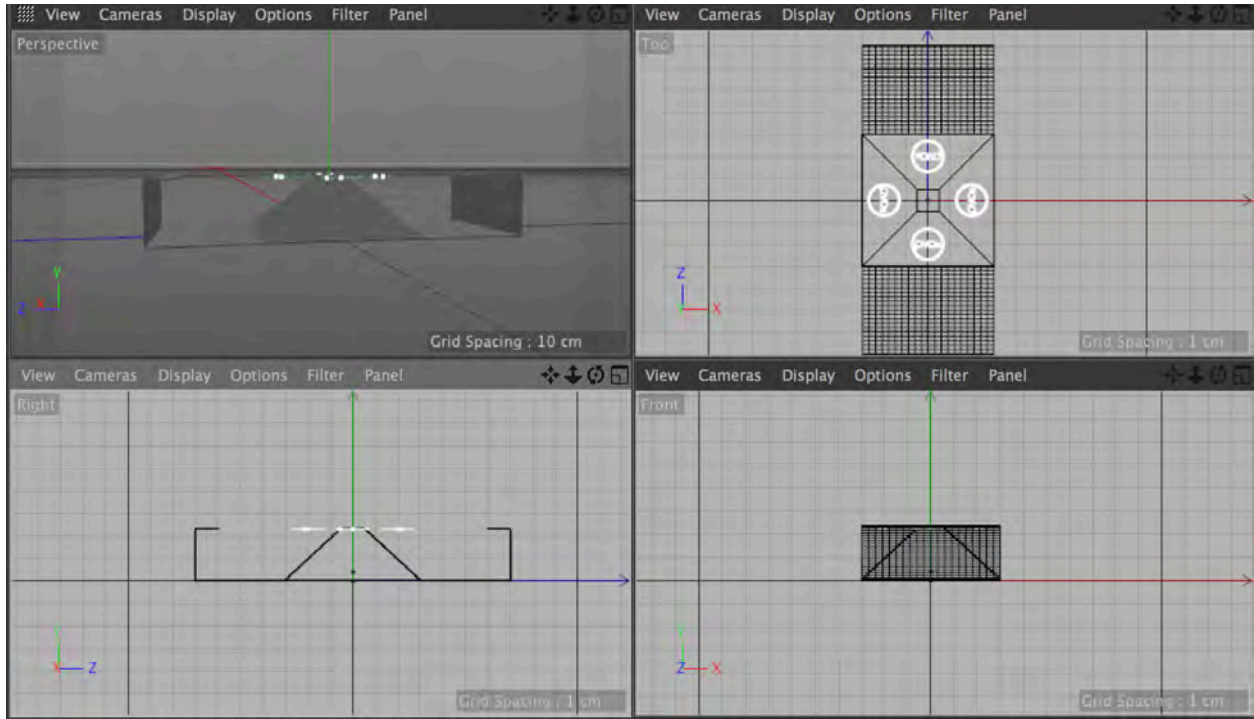 View Cameras Display Options Filter Panel
View Cameras Display Options Filter Panel
Perspective
Top
Y
Z X
Z
X
Grid Spacing : 10 cm
Grid Spacing : 1 cm
View Cameras Display Options Filter Panel
View Cameras Display Options Filter Panel
Right
Front
Y
X Z
Y
Z X
Grid Spacing : 1 cm
Grid Spacing : 1 cm